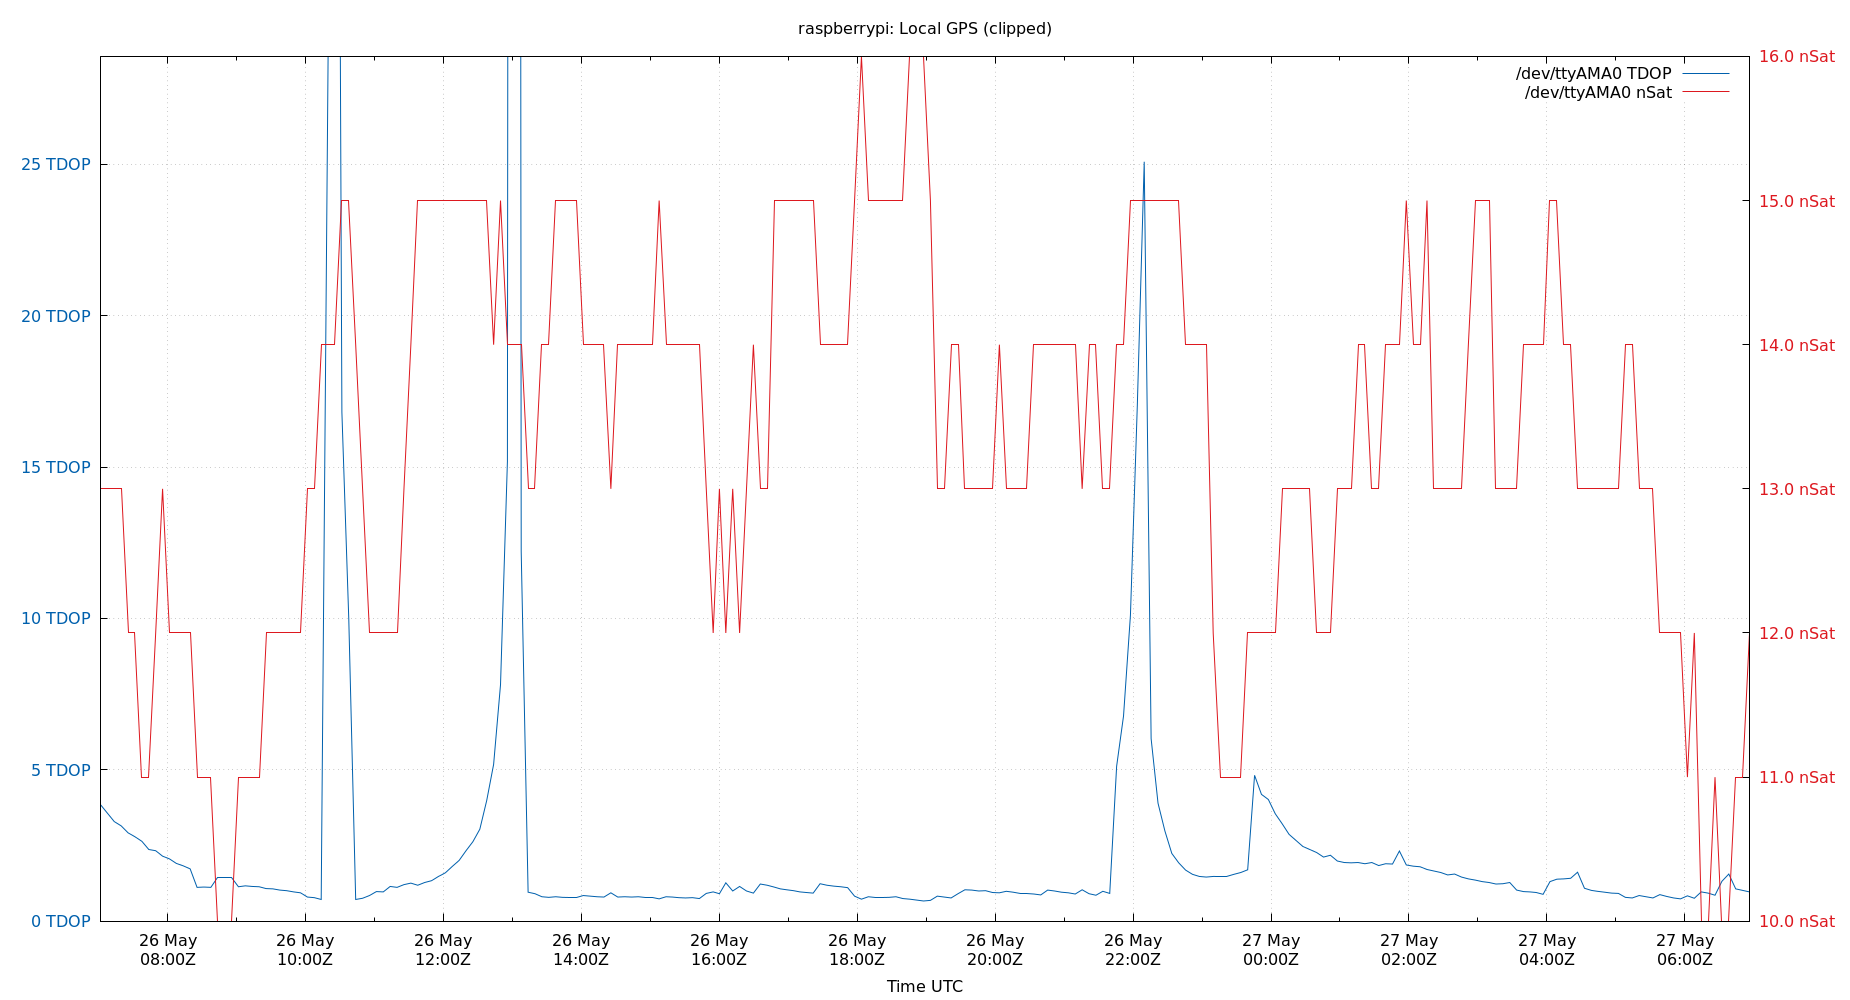 raspberrypi: Local GPS (clipped)
16.0 nSat
/dev/ttyAMA0 TDOP
/dev/ttyAMA0 nSat
25 TDOP
15.0 nSat
20 TDOP
14.0 nSat
15 TDOP
13.0 nSat
10 TDOP
12.0 nSat
5 TDOP
11.0 nSat
0 TDOP
10.0 nSat
26 May 26 May 26 May 26 May 26 May 26 May 26 May 26 May 27 May 27 May 27 May 27 May
08:00Z 10:00Z 12:00Z 14:00Z 16:00Z 18:00Z 20:00Z 22:00Z 00:00Z 02:00Z 04:00Z 06:00Z
Time UTC